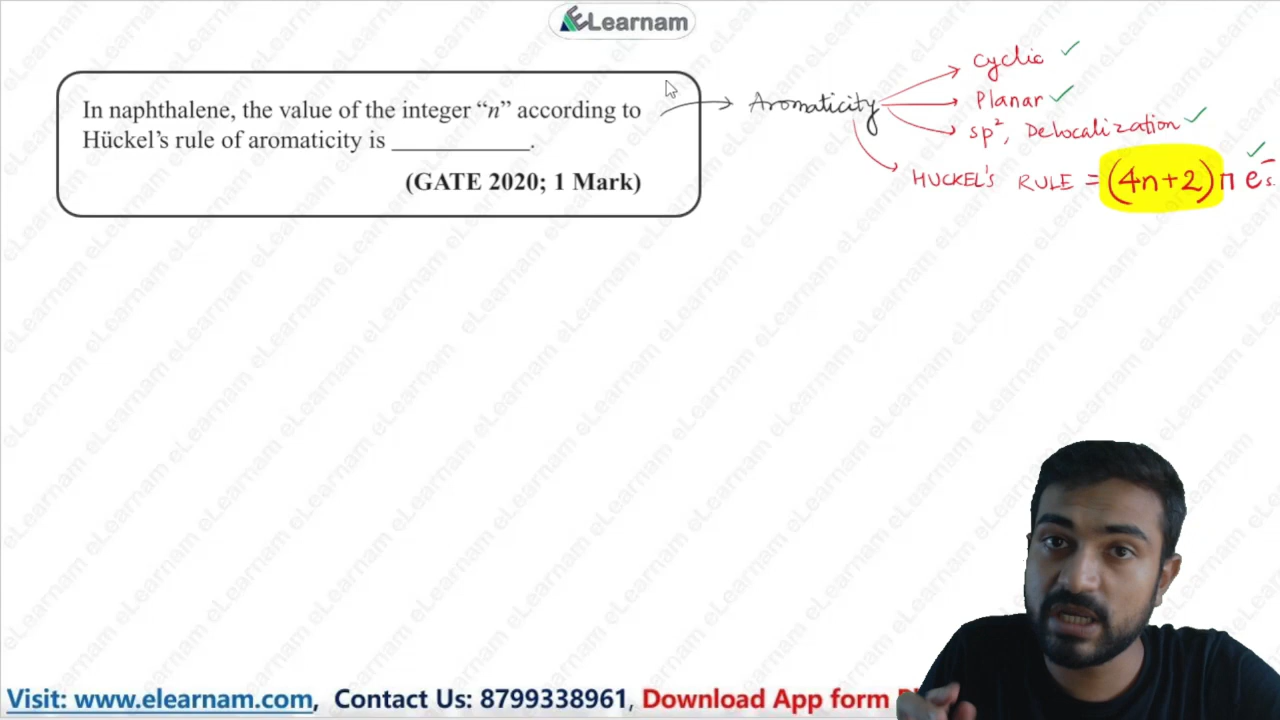 ELearnam
In naphthalene, the value of the integer “n” according to
Hückel’s rule of aromaticity is ____________.
(GATE 2020; 1 Mark)
Aromaticity
cyclic
Planar
sp², Delocalization
HUCKEL'S RULE = (4n+2) π e⁻s.
Visit: www.elearnam.com, Contact Us: 8799338961, Download App form